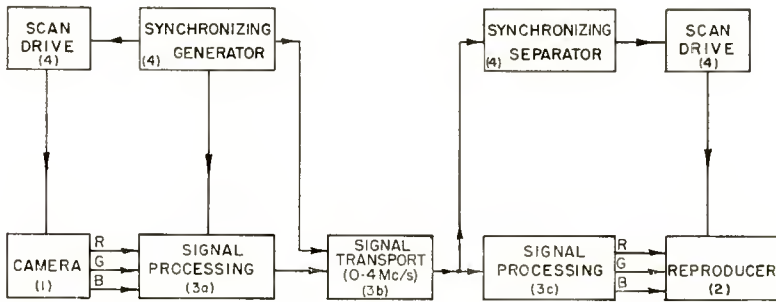 SCAN
DRIVE
(4)
SYNCHRONIZING
GENERATOR
(4)
SYNCHRONIZING
SEPARATOR
(4)
SCAN
DRIVE
(4)
CAMERA
(1)
R
G
B
SIGNAL
PROCESSING
(3a)
SIGNAL
TRANSPORT
(0-4 Mc/s)
(3b)
SIGNAL
PROCESSING
(3c)
R
G
B
REPRODUCER
(2)